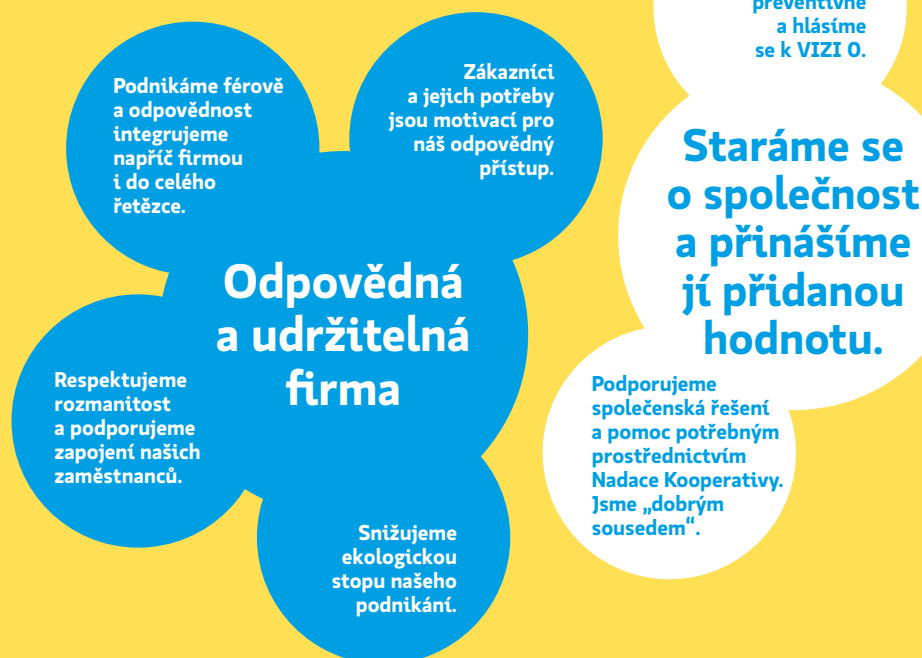 Podnikáme férově
a odpovědnost
integrujeme
napříč firmou
i do celého
řetězce.
Zákazníci
a jejich potřeby
jsou motivací pro
náš odpovědný
přístup.
Odpovědná
a udržitelná
firma
Respektujeme
rozmanitost
a podporujeme
zapojení našich
zaměstnanců.
Snižujeme
ekologickou
stopu našeho
podnikání.
preventivně
a hlásíme
se k VIZI 0.
Staráme se
o společnost
a přinášíme
jí přidanou
hodnotu.
Podporujeme
společenská řešení
a pomoc potřebným
prostřednictvím
Nadace Kooperativy.
Jsme „dobrým
sousedem“.